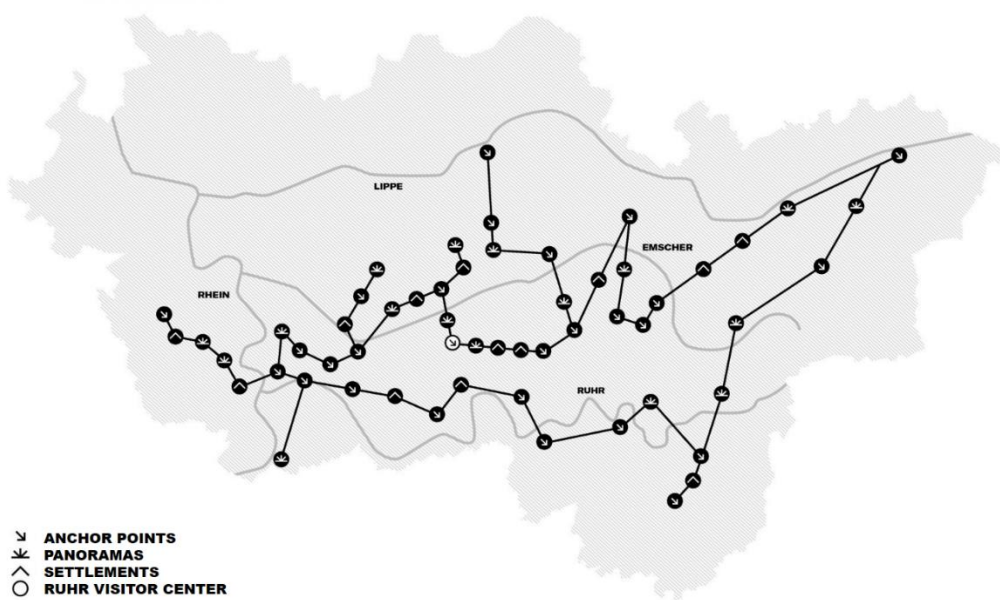 LIPPE
EMSCHER
RHEIN
RUHR
ANCHOR POINTS
PANORAMAS
SETTLEMENTS
RUHR VISITOR CENTER